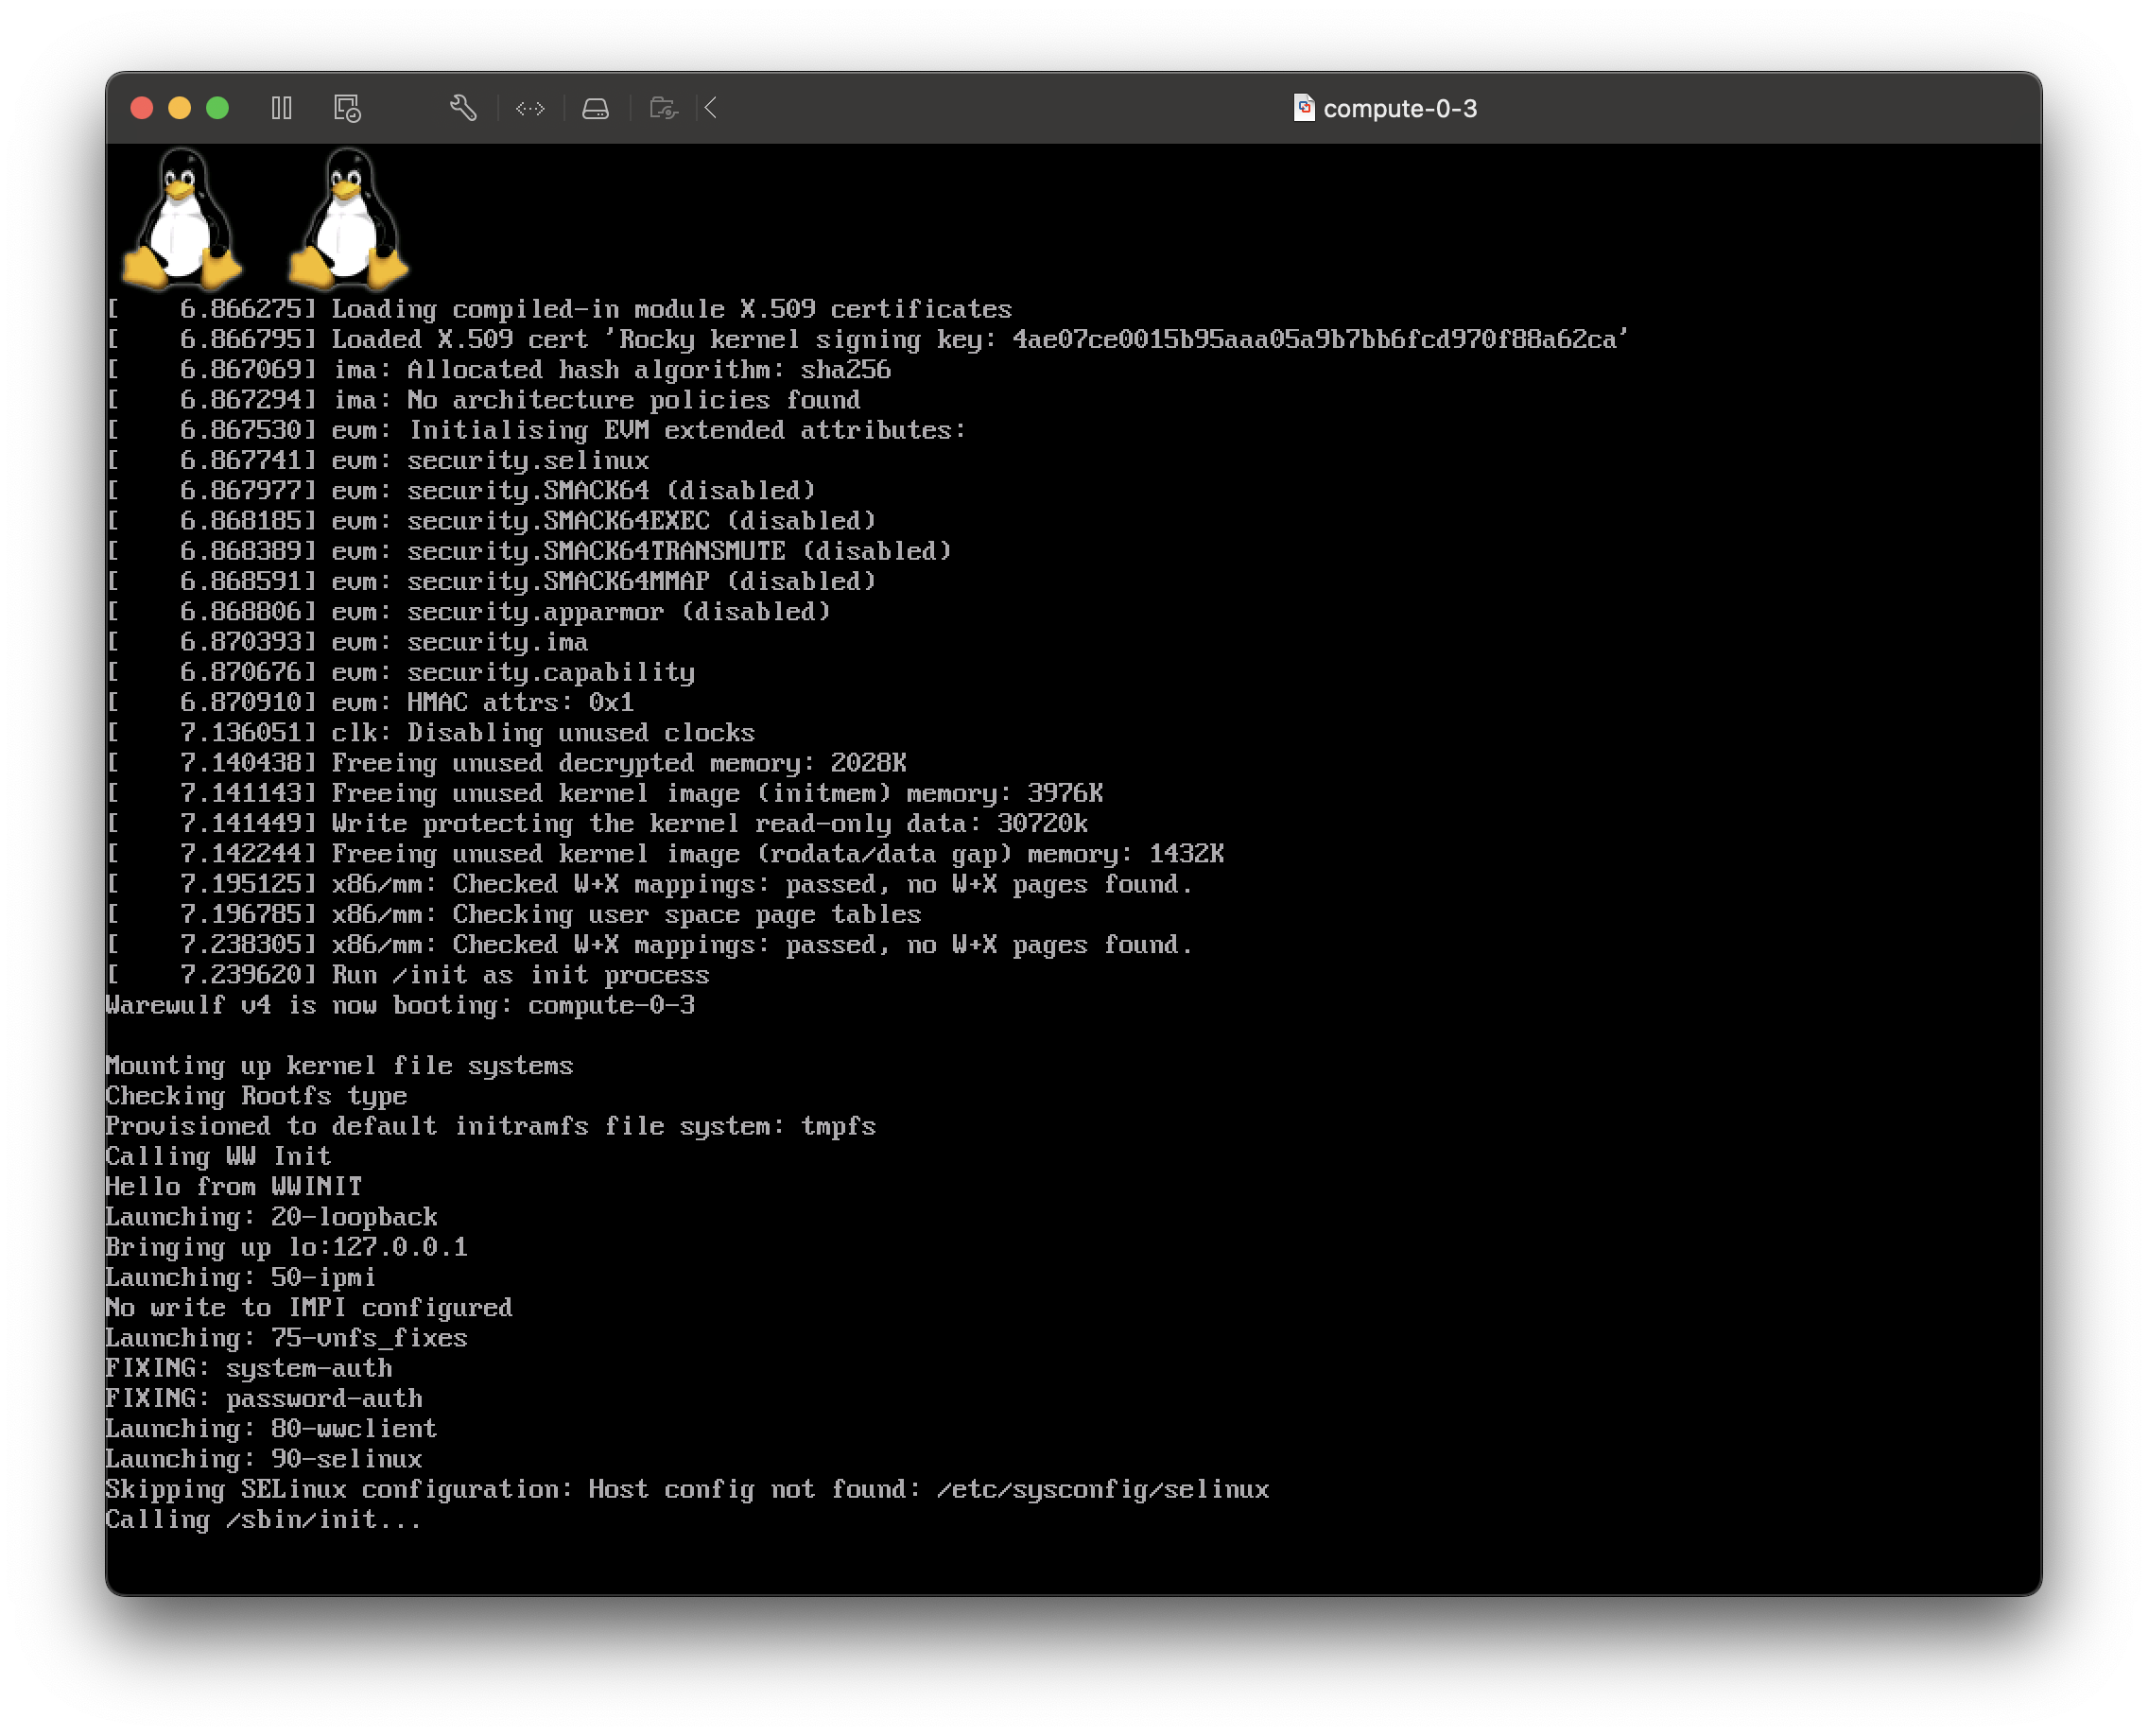 compute-0-3
[    6.866275] Loading compiled-in module X.509 certificates
[    6.866795] Loaded X.509 cert 'Rocky kernel signing key: 4ae07ce0015b95aaa05a9b7bb6fcd970f88a62ca'
[    6.867069] ima: Allocated hash algorithm: sha256
[    6.867294] ima: No architecture policies found
[    6.867530] evm: Initialising EVM extended attributes:
[    6.867741] evm: security.selinux
[    6.867977] evm: security.SMACK64 (disabled)
[    6.868185] evm: security.SMACK64EXEC (disabled)
[    6.868389] evm: security.SMACK64TRANSMUTE (disabled)
[    6.868591] evm: security.SMACK64MMAP (disabled)
[    6.868806] evm: security.apparmor (disabled)
[    6.870393] evm: security.ima
[    6.870676] evm: security.capability
[    6.870910] evm: HMAC attrs: 0x1
[    7.136051] clk: Disabling unused clocks
[    7.140438] Freeing unused decrypted memory: 2028K
[    7.141143] Freeing unused kernel image (initmem) memory: 3976K
[    7.141449] Write protecting the kernel read-only data: 30720k
[    7.142244] Freeing unused kernel image (rodata/data gap) memory: 1432K
[    7.195125] x86/mm: Checked W+X mappings: passed, no W+X pages found.
[    7.196785] x86/mm: Checking user space page tables
[    7.238305] x86/mm: Checked W+X mappings: passed, no W+X pages found.
[    7.239620] Run /init as init process
Warewulf v4 is now booting: compute-0-3
Mounting up kernel file systems
Checking Rootfs type
Provisioned to default initramfs file system: tmpfs
Calling WW Init
Hello from WWINIT
Launching: 20-loopback
Bringing up lo:127.0.0.1
Launching: 50-ipmi
No write to IMPI configured
Launching: 75-vnfs_fixes
FIXING: system-auth
FIXING: password-auth
Launching: 80-wwclient
Launching: 90-selinux
Skipping SELinux configuration: Host config not found: /etc/sysconfig/selinux
Calling /sbin/init...